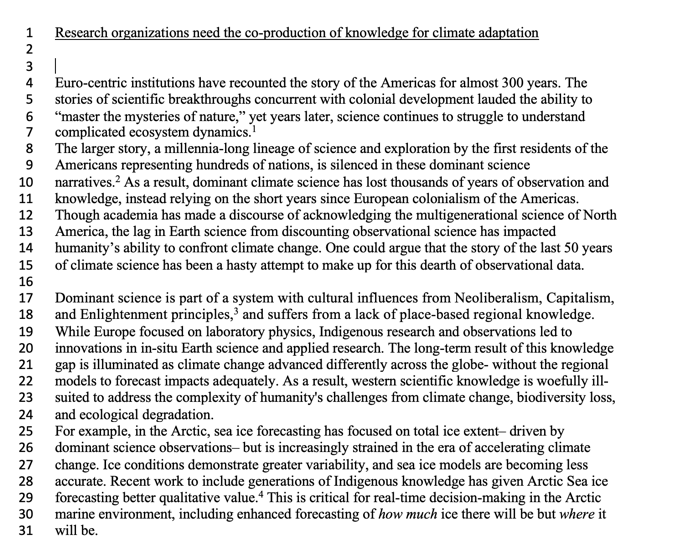 1 Research organizations need the co-production of knowledge for climate adaptation
2
3
4 Euro-centric institutions have recounted the story of the Americas for almost 300 years. The
5 stories of scientific breakthroughs concurrent with colonial development lauded the ability to
6 “master the mysteries of nature,” yet years later, science continues to struggle to understand
7 complicated ecosystem dynamics.¹
8 The larger story, a millennia-long lineage of science and exploration by the first residents of the
9 Americans representing hundreds of nations, is silenced in these dominant science
10 narratives.² As a result, dominant climate science has lost thousands of years of observation and
11 knowledge, instead relying on the short years since European colonialism of the Americas.
12 Though academia has made a discourse of acknowledging the multigenerational science of North
13 America, the lag in Earth science from discounting observational science has impacted
14 humanity’s ability to confront climate change. One could argue that the story of the last 50 years
15 of climate science has been a hasty attempt to make up for this dearth of observational data.
16
17 Dominant science is part of a system with cultural influences from Neoliberalism, Capitalism,
18 and Enlightenment principles,³ and suffers from a lack of place-based regional knowledge.
19 While Europe focused on laboratory physics, Indigenous research and observations led to
20 innovations in in-situ Earth science and applied research. The long-term result of this knowledge
21 gap is illuminated as climate change advanced differently across the globe- without the regional
22 models to forecast impacts adequately. As a result, western scientific knowledge is woefully ill-
23 suited to address the complexity of humanity's challenges from climate change, biodiversity loss,
24 and ecological degradation.
25 For example, in the Arctic, sea ice forecasting has focused on total ice extent– driven by
26 dominant science observations– but is increasingly strained in the era of accelerating climate
27 change. Ice conditions demonstrate greater variability, and sea ice models are becoming less
28 accurate. Recent work to include generations of Indigenous knowledge has given Arctic Sea ice
29 forecasting better qualitative value.⁴ This is critical for real-time decision-making in the Arctic
30 marine environment, including enhanced forecasting of how much ice there will be but where it
31 will be.